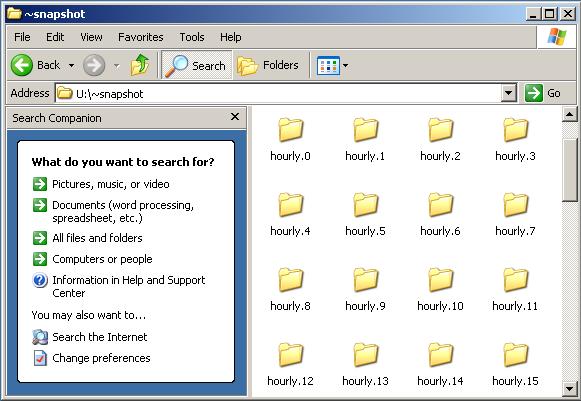 ~snapshot
File Edit View Favorites Tools Help
Back Search Folders
Address U:\~snapshot Go
Search Companion
What do you want to search for?
Pictures, music, or video
Documents (word processing,
spreadsheet, etc.)
All files and folders
Computers or people
Information in Help and Support
Center
You may also want to...
Search the Internet
Change preferences
hourly.0 hourly.1 hourly.2 hourly.3
hourly.4 hourly.5 hourly.6 hourly.7
hourly.8 hourly.9 hourly.10 hourly.11
hourly.12 hourly.13 hourly.14 hourly.15